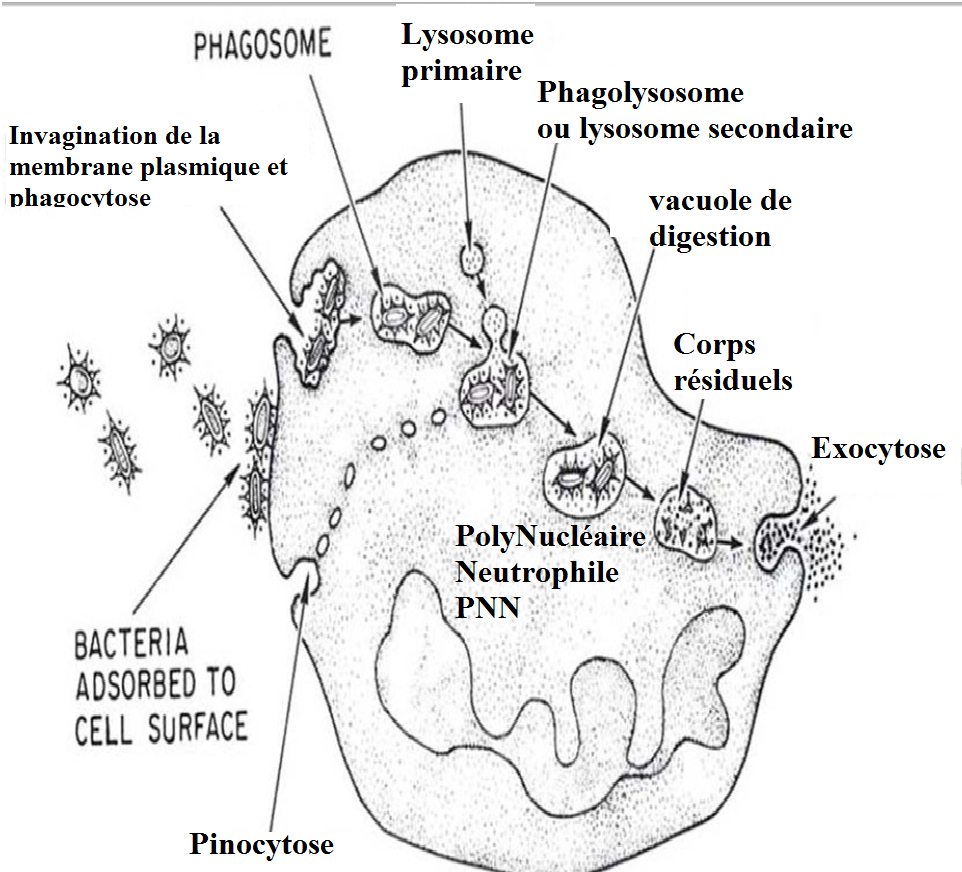 PHAGOSOME
Lysosome
primaire
Phagolysosome
ou lysosome secondaire
Invagination de la
membrane plasmique et
phagocytose
vacuole de
digestion
Corps
résiduels
Exocytose
PolyNucléaire
Neutrophile
PNN
BACTERIA
ADSORBED TO
CELL SURFACE
Pinocytose